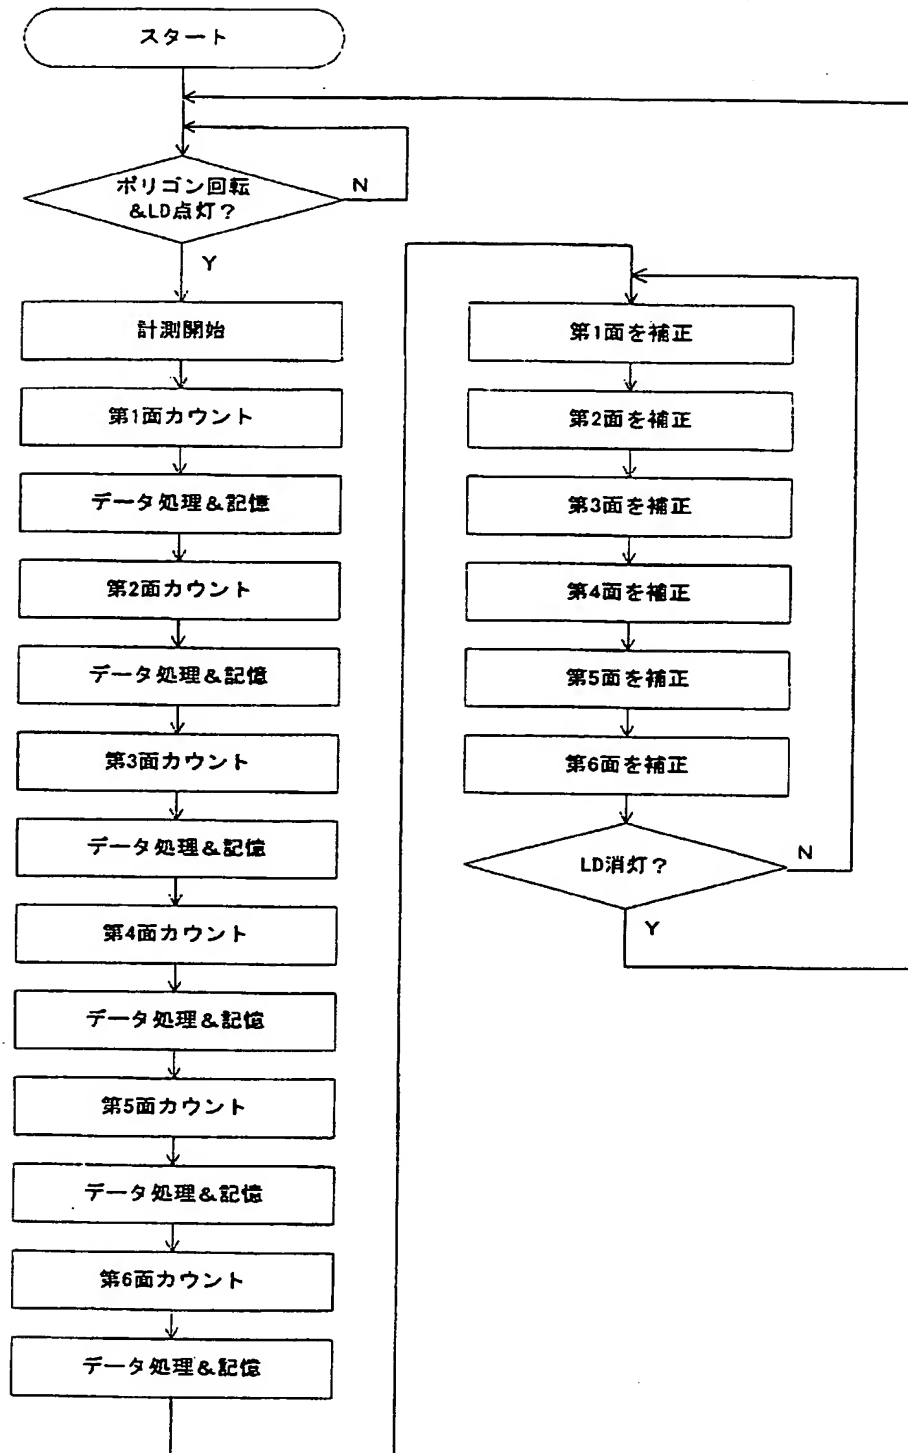 スタート
ポリゴン回転
&LD点灯?
N
Y
計測開始
第1面カウント
データ処理&記憶
第2面カウント
データ処理&記憶
第3面カウント
データ処理&記憶
第4面カウント
データ処理&記憶
第5面カウント
データ処理&記憶
第6面カウント
データ処理&記憶
第1面を補正
第2面を補正
第3面を補正
第4面を補正
第5面を補正
第6面を補正
LD消灯?
N
Y